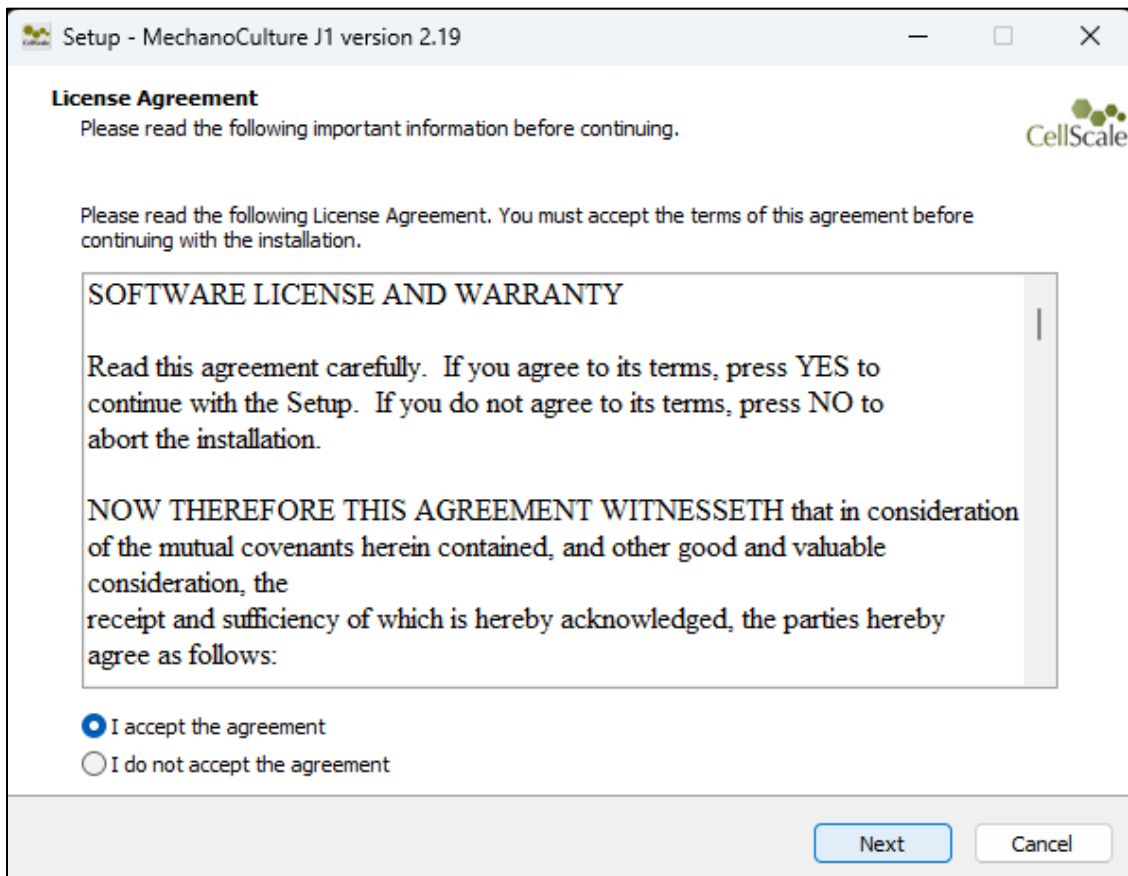 Setup - MechanoCulture J1 version 2.19
License Agreement
Please read the following important information before continuing.
CellScale
Please read the following License Agreement. You must accept the terms of this agreement before
continuing with the installation.
SOFTWARE LICENSE AND WARRANTY
Read this agreement carefully.  If you agree to its terms, press YES to
continue with the Setup.  If you do not agree to its terms, press NO to
abort the installation.
NOW THEREFORE THIS AGREEMENT WITNESSETH that in consideration
of the mutual covenants herein contained, and other good and valuable
consideration, the
receipt and sufficiency of which is hereby acknowledged, the parties hereby
agree as follows:
I accept the agreement
I do not accept the agreement
Next
Cancel